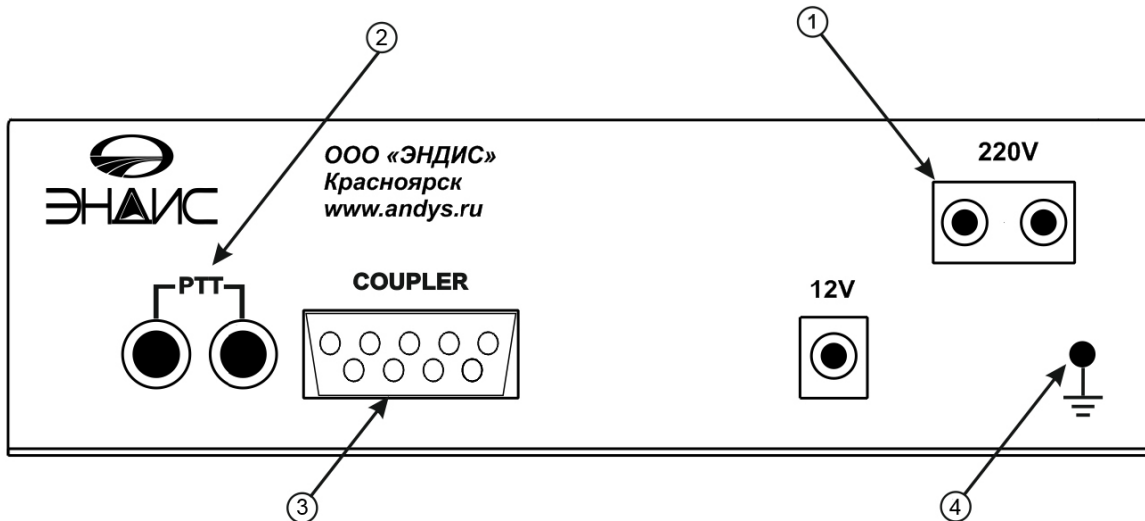 2
1
ООО «ЭНДИС»
Красноярск
www.andys.ru
220V
ЭНДИС
PTT
COUPLER
12V
3
4